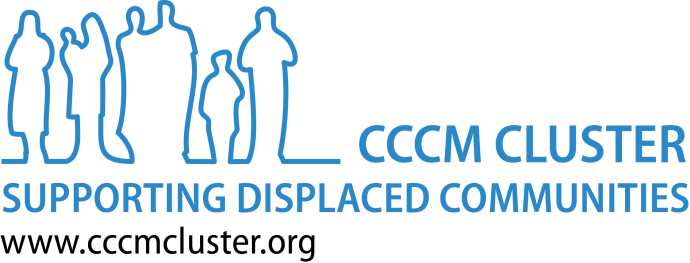 CCCM CLUSTER
SUPPORTING DISPLACED COMMUNITIES
www.cccmcluster.org